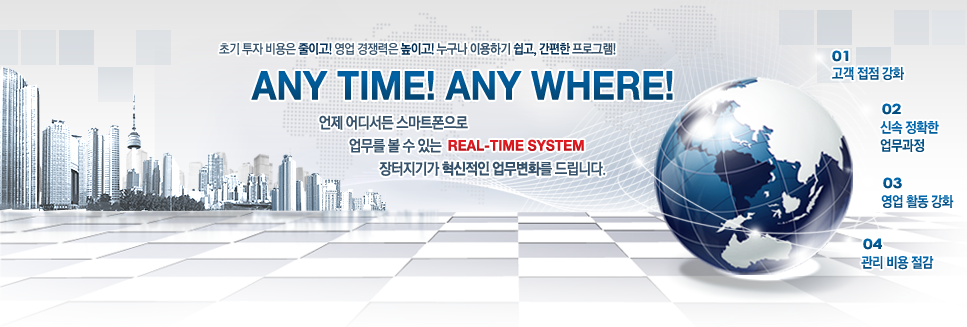 초기 투자 비용은 줄이고! 영업 경쟁력은 높이고! 누구나 이용하기 쉽고, 간편한 프로그램!
ANY TIME! ANY WHERE!
언제 어디서든 스마트폰으로
업무를 볼 수 있는 REAL-TIME SYSTEM
장터지기가 혁신적인 업무변화를 드립니다.
01
고객 접점 강화
02
신속 정확한
업무과정
03
영업 활동 강화
04
관리 비용 절감